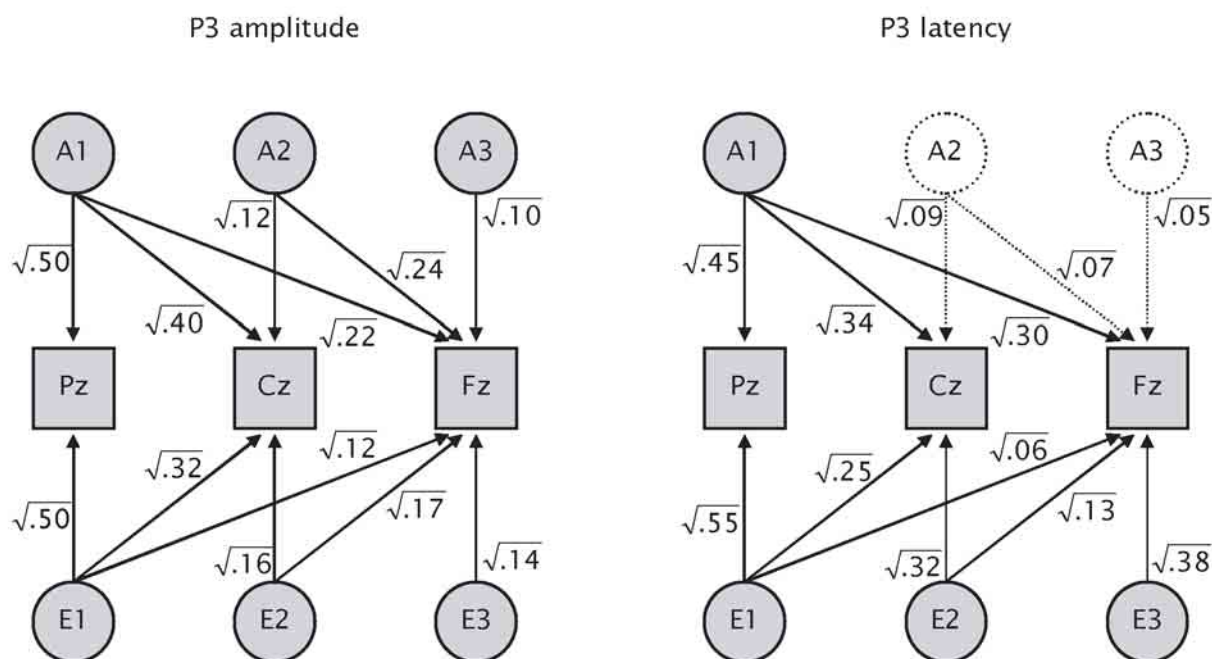 P3 amplitude
A1 A2 A3
√.50 √.12 √.10
√.40 √.22 √.24
Pz Cz Fz
√.50 √.32 √.12
√.16 √.17 √.14
E1 E2 E3
P3 latency
A1 A2 A3
√.45 √.09 √.05
√.34 √.30 √.07
Pz Cz Fz
√.55 √.25 √.06
√.32 √.13 √.38
E1 E2 E3